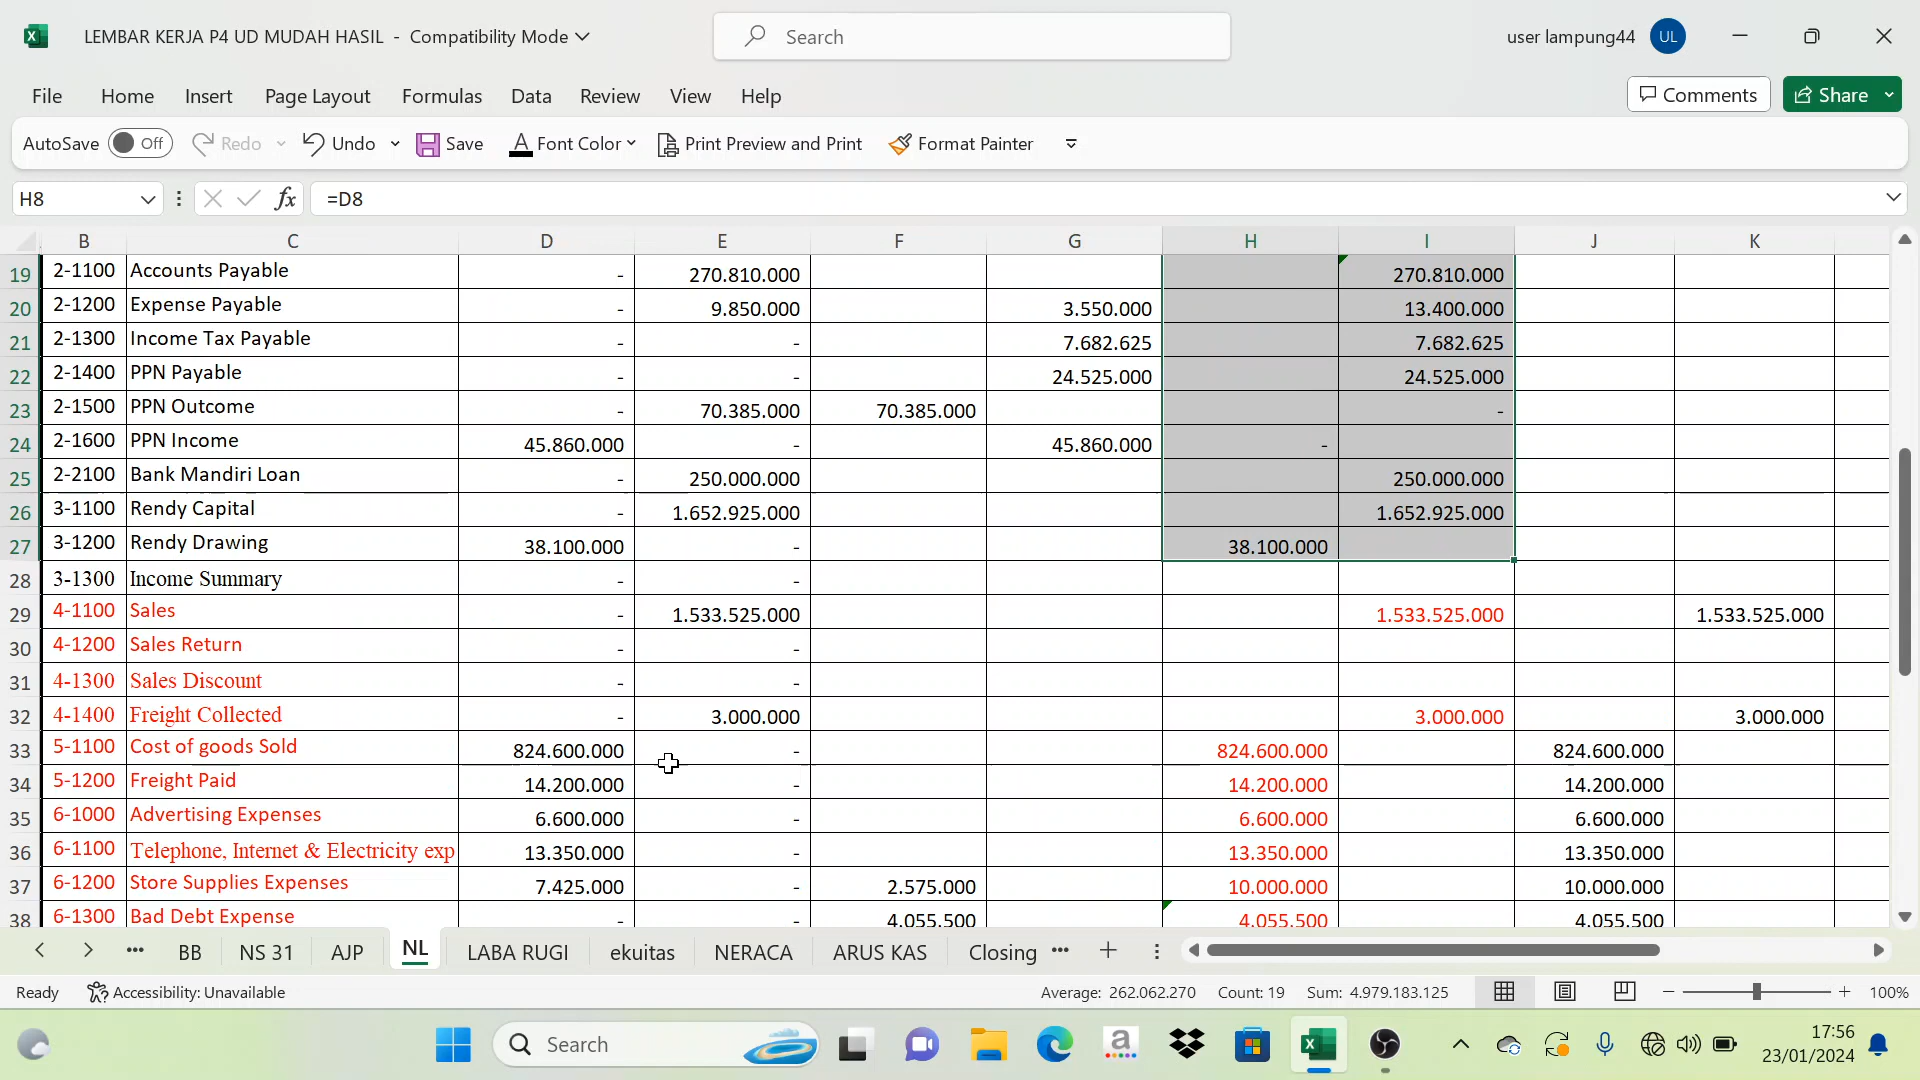 LEMBAR KERJA P4 UD MUDAH HASIL - Compatibility Mode
Search
user lampung44 UL
File Home Insert Page Layout Formulas Data Review View Help
Comments Share
AutoSave Off Redo Undo Save Font Color Print Preview and Print Format Painter
H8 fx =D8
B C D E F G H I J K
19 2-1100 Accounts Payable - 270.810.000 270.810.000
20 2-1200 Expense Payable - 9.850.000 3.550.000 13.400.000
21 2-1300 Income Tax Payable - - 7.682.625 7.682.625
22 2-1400 PPN Payable - - 24.525.000 24.525.000
23 2-1500 PPN Outcome - 70.385.000 70.385.000 -
24 2-1600 PPN Income 45.860.000 - 45.860.000 -
25 2-2100 Bank Mandiri Loan - 250.000.000 250.000.000
26 3-1100 Rendy Capital - 1.652.925.000 1.652.925.000
27 3-1200 Rendy Drawing 38.100.000 - 38.100.000
28 3-1300 Income Summary - -
29 4-1100 Sales - 1.533.525.000 1.533.525.000 1.533.525.000
30 4-1200 Sales Return - -
31 4-1300 Sales Discount - -
32 4-1400 Freight Collected - 3.000.000 3.000.000 3.000.000
33 5-1100 Cost of goods Sold 824.600.000 - 824.600.000 824.600.000
34 5-1200 Freight Paid 14.200.000 - 14.200.000 14.200.000
35 6-1000 Advertising Expenses 6.600.000 - 6.600.000 6.600.000
36 6-1100 Telephone, Internet & Electricity exp 13.350.000 - 13.350.000 13.350.000
37 6-1200 Store Supplies Expenses 7.425.000 - 2.575.000 10.000.000 10.000.000
38 6-1300 Bad Debt Expense - - 4.055.500 4.055.500 4.055.500
BB NS 31 AJP NL LABA RUGI ekuitas NERACA ARUS KAS Closing
Ready Accessibility: Unavailable Average: 262.062.270 Count: 19 Sum: 4.979.183.125 100%
Search
17:56
23/01/2024